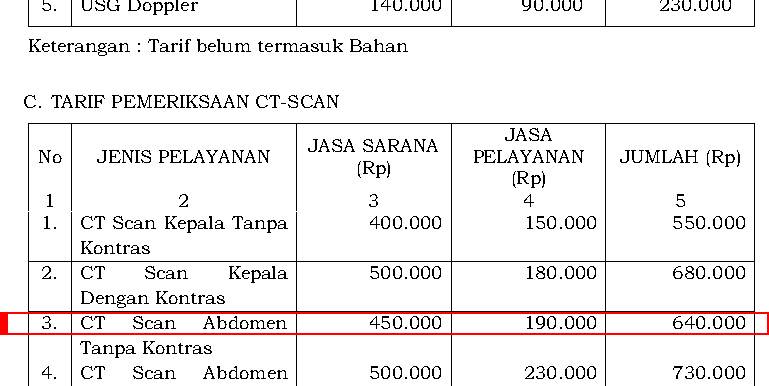 5. USG Doppler 140.000 90.000 230.000
Keterangan : Tarif belum termasuk Bahan
C. TARIF PEMERIKSAAN CT-SCAN
No JENIS PELAYANAN JASA SARANA (Rp) JASA PELAYANAN (Rp) JUMLAH (Rp)
1 2 3 4 5
1. CT Scan Kepala Tanpa 400.000 150.000 550.000
Kontras
2. CT Scan Kepala 500.000 180.000 680.000
Dengan Kontras
3. CT Scan Abdomen 450.000 190.000 640.000
Tanpa Kontras
4. CT Scan Abdomen 500.000 230.000 730.000